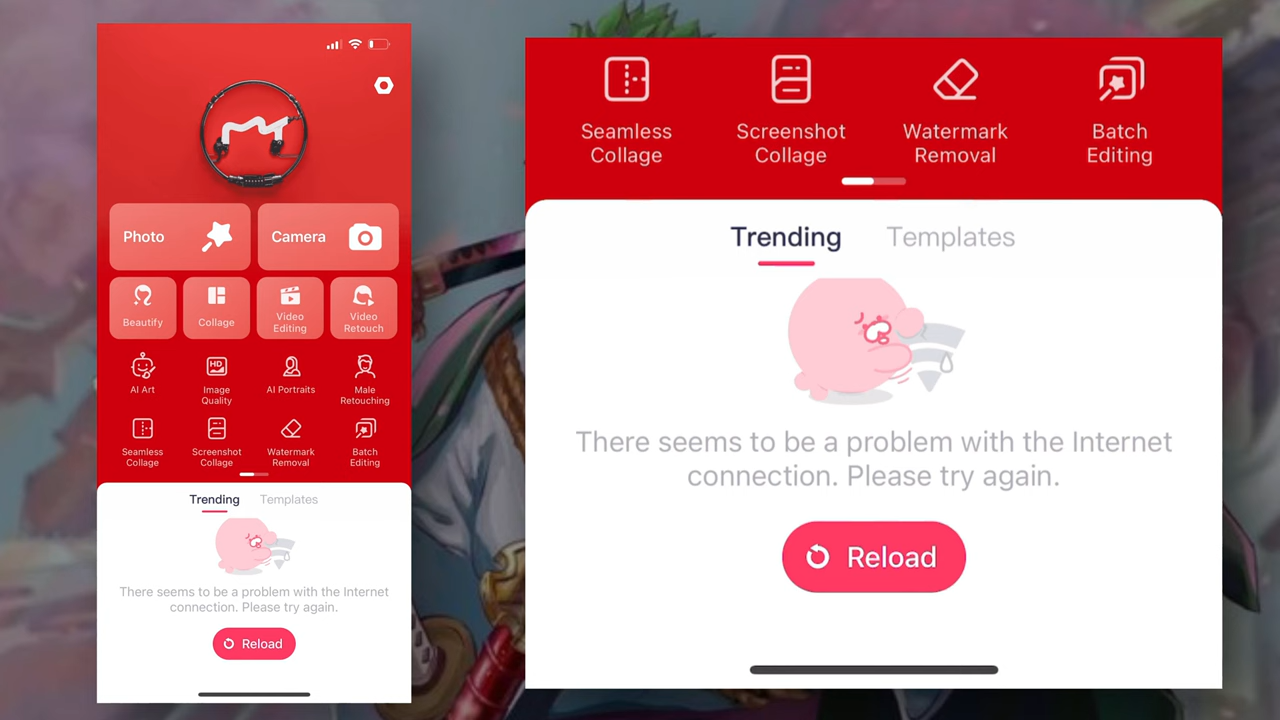 Photo
Camera
Beautify
Collage
Video
Editing
Video
Retouch
AI Art
HD
Image
Quality
AI Portraits
Male
Retouching
Seamless
Collage
Screenshot
Collage
Watermark
Removal
Batch
Editing
Trending
Templates
There seems to be a problem with the Internet
connection. Please try again.
Reload
Seamless
Collage
Screenshot
Collage
Watermark
Removal
Batch
Editing
Trending
Templates
There seems to be a problem with the Internet
connection. Please try again.
Reload